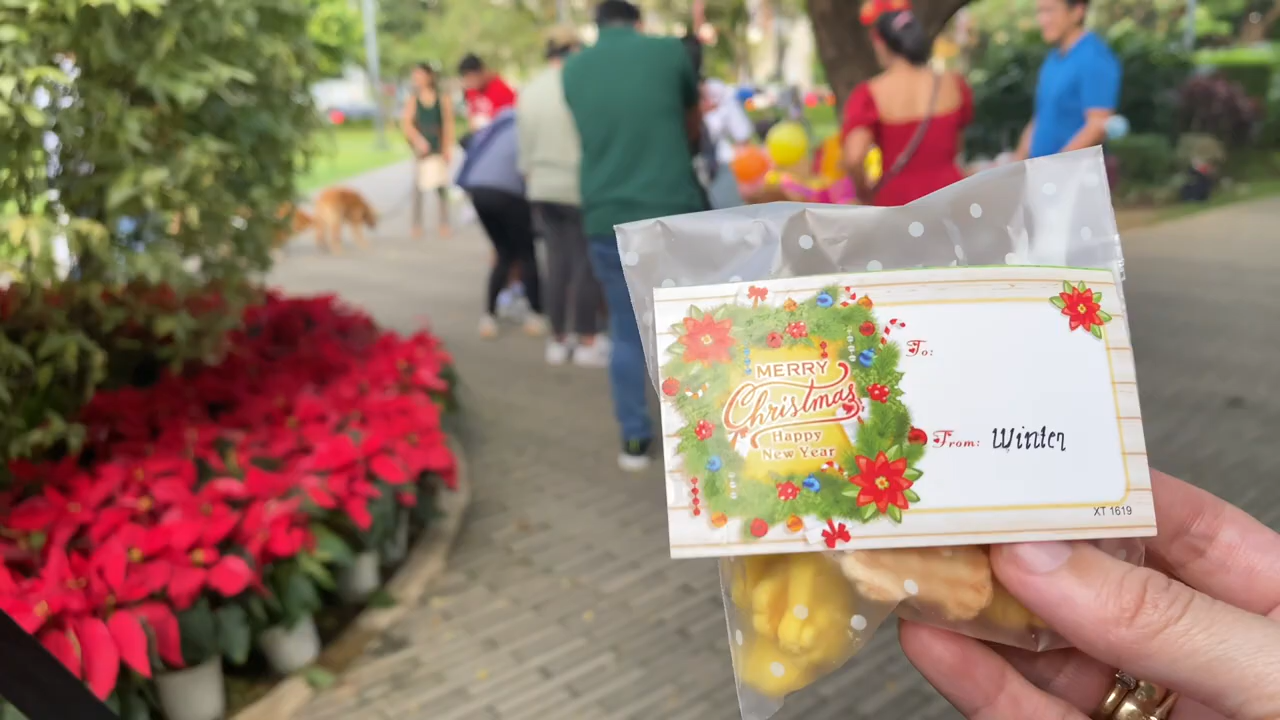 MERRY
Christmas
Happy
New Year
To:
From: Winter
XT 1619